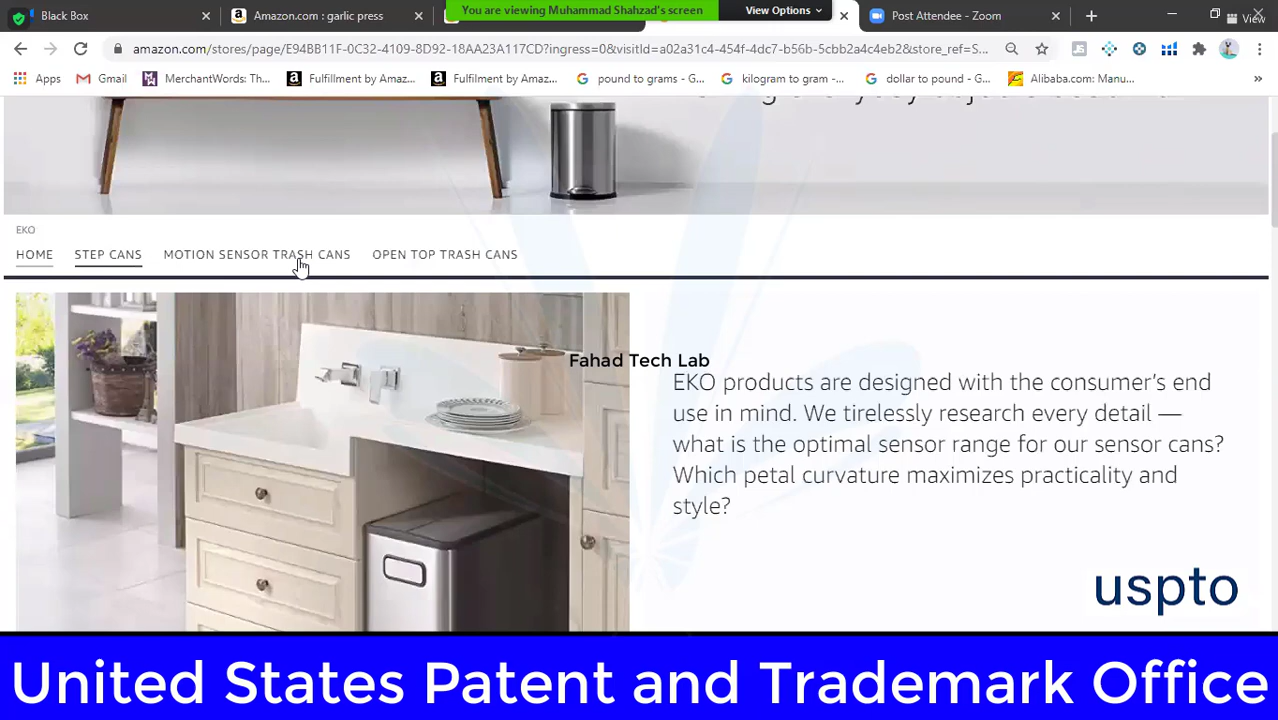 Black Box
Amazon.com : garlic press
You are viewing Muhammad Shahzad's screen
View Options
Post Attendee - Zoom
View
amazon.com/stores/page/E94BB11F-0C32-4109-8D92-18A23A117CD?ingress=0&visitId=a02a31c4-454f-4dc7-b56b-5cbb2a4c4eb2&store_ref=S...
Apps
Gmail
MerchantWords: Th...
Fulfillment by Amaz...
Fulfillment by Amaz...
pound to grams - G...
kilogram to gram -...
dollar to pound - G...
Alibaba.com: Manu...
EKO
HOME
STEP CANS
MOTION SENSOR TRASH CANS
OPEN TOP TRASH CANS
Fahad Tech Lab
EKO products are designed with the consumer's end
use in mind. We tirelessly research every detail —
what is the optimal sensor range for our sensor cans?
Which petal curvature maximizes practicality and
style?
uspto
United States Patent and Trademark Office